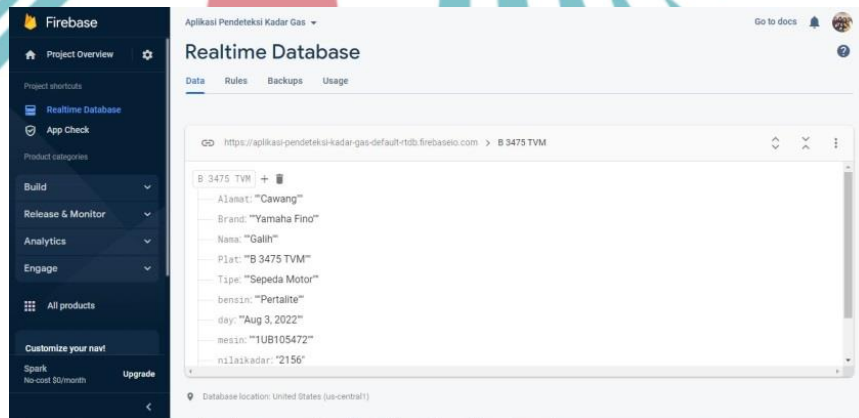 Firebase
Project Overview
Project shortcuts
Realtime Database
App Check
Product categories
Build
Release & Monitor
Analytics
Engage
All products
Customize your nav!
Spark
No-cost $0/month
Upgrade
Aplikasi Pendeteksi Kadar Gas
Go to docs
Realtime Database
Data Rules Backups Usage
https://aplikasi-pendeteksi-kadar-gas-default-rtdb.firebaseio.com > B 3475 TVM
B 3475 TVM
Alamat: ""Cawang""
Brand: ""Yamaha Fino""
Nama: ""Galih""
Plat: ""B 3475 TVM""
Tipe: ""Sepeda Motor""
bensin: ""Pertalite""
day: ""Aug 3, 2022""
mesin: ""1UB105472""
nilaikadar: "2156"
Database location: United States (us-central1)